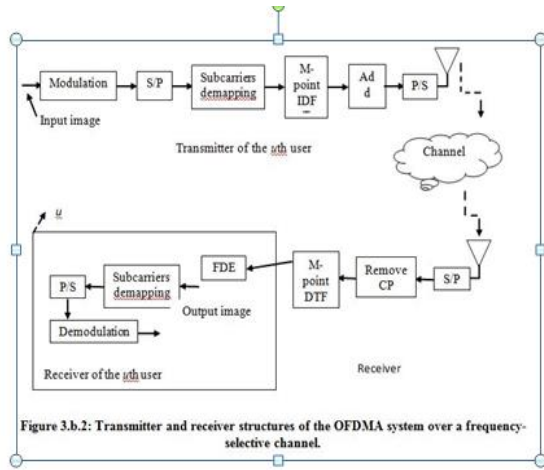 Modulation
S/P
Subcarriers
demapping
M-
point
IDF
Ad
d
P/S
Input image
Transmitter of the uth user
Channel
u
FDE
Subcarriers
demapping
P/S
Output image
Demodulation
Receiver of the uth user
M-
point
DTF
Remove
CP
S/P
Receiver
Figure 3.b.2: Transmitter and receiver structures of the OFDMA system over a frequency-
selective channel.